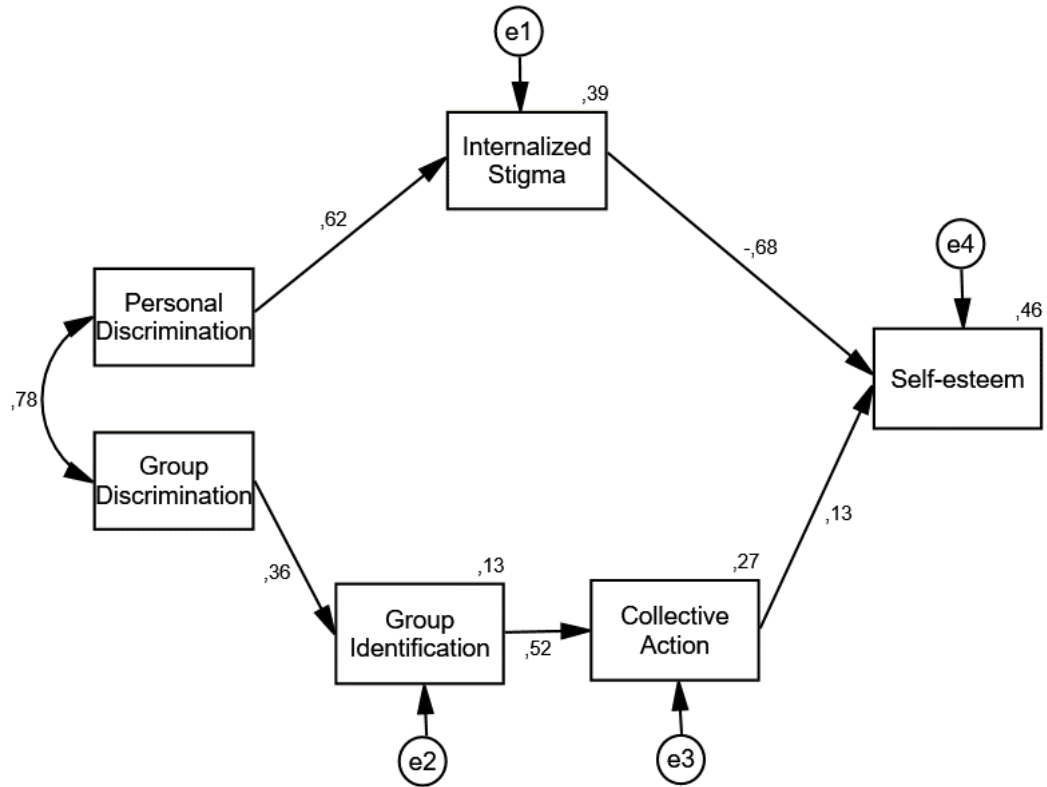 e1
,39
Internalized
Stigma
,62
-,68
e4
,46
Personal
Discrimination
Self-esteem
,78
Group
Discrimination
,13
,36
,13
,27
Group
Identification
,52
Collective
Action
e2
e3